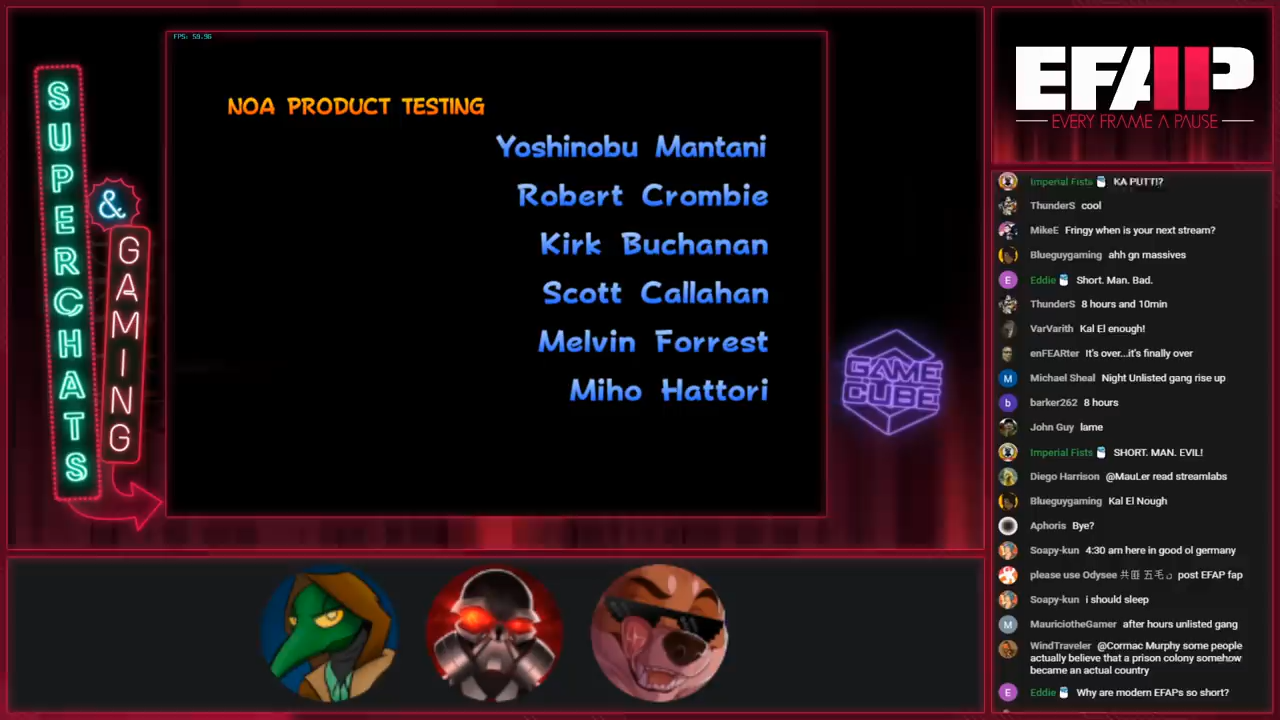 FPS: 59.96
NOA PRODUCT TESTING
Yoshinobu Mantani
Robert Crombie
Kirk Buchanan
Scott Callahan
Melvin Forrest
Miho Hattori
SUPERCHATS
&
GAMING
GAME
CUBE
EFAP
EVERY FRAME A PAUSE
Imperial Fists KA PUTT!?
ThunderS cool
MikeE Fringy when is your next stream?
Blueguygaming ahh gn massives
E Eddie Short. Man. Bad.
ThunderS 8 hours and 10min
VarVarith Kal El enough!
enFEARter It's over...it's finally over
M Michael Sheal Night Unlisted gang rise up
b barker262 8 hours
John Guy lame
Imperial Fists SHORT. MAN. EVIL!
Diego Harrison @MauLer read streamlabs
Blueguygaming Kal El Nough
Aphoris Bye?
Soapy-kun 4:30 am here in good ol germany
please use Odysee 共匪 五毛 post EFAP fap
Soapy-kun i should sleep
M MauriciotheGamer after hours unlisted gang
WindTraveler @Cormac Murphy some people
actually believe that a prison colony somehow
became an actual country
E Eddie Why are modern EFAPs so short?